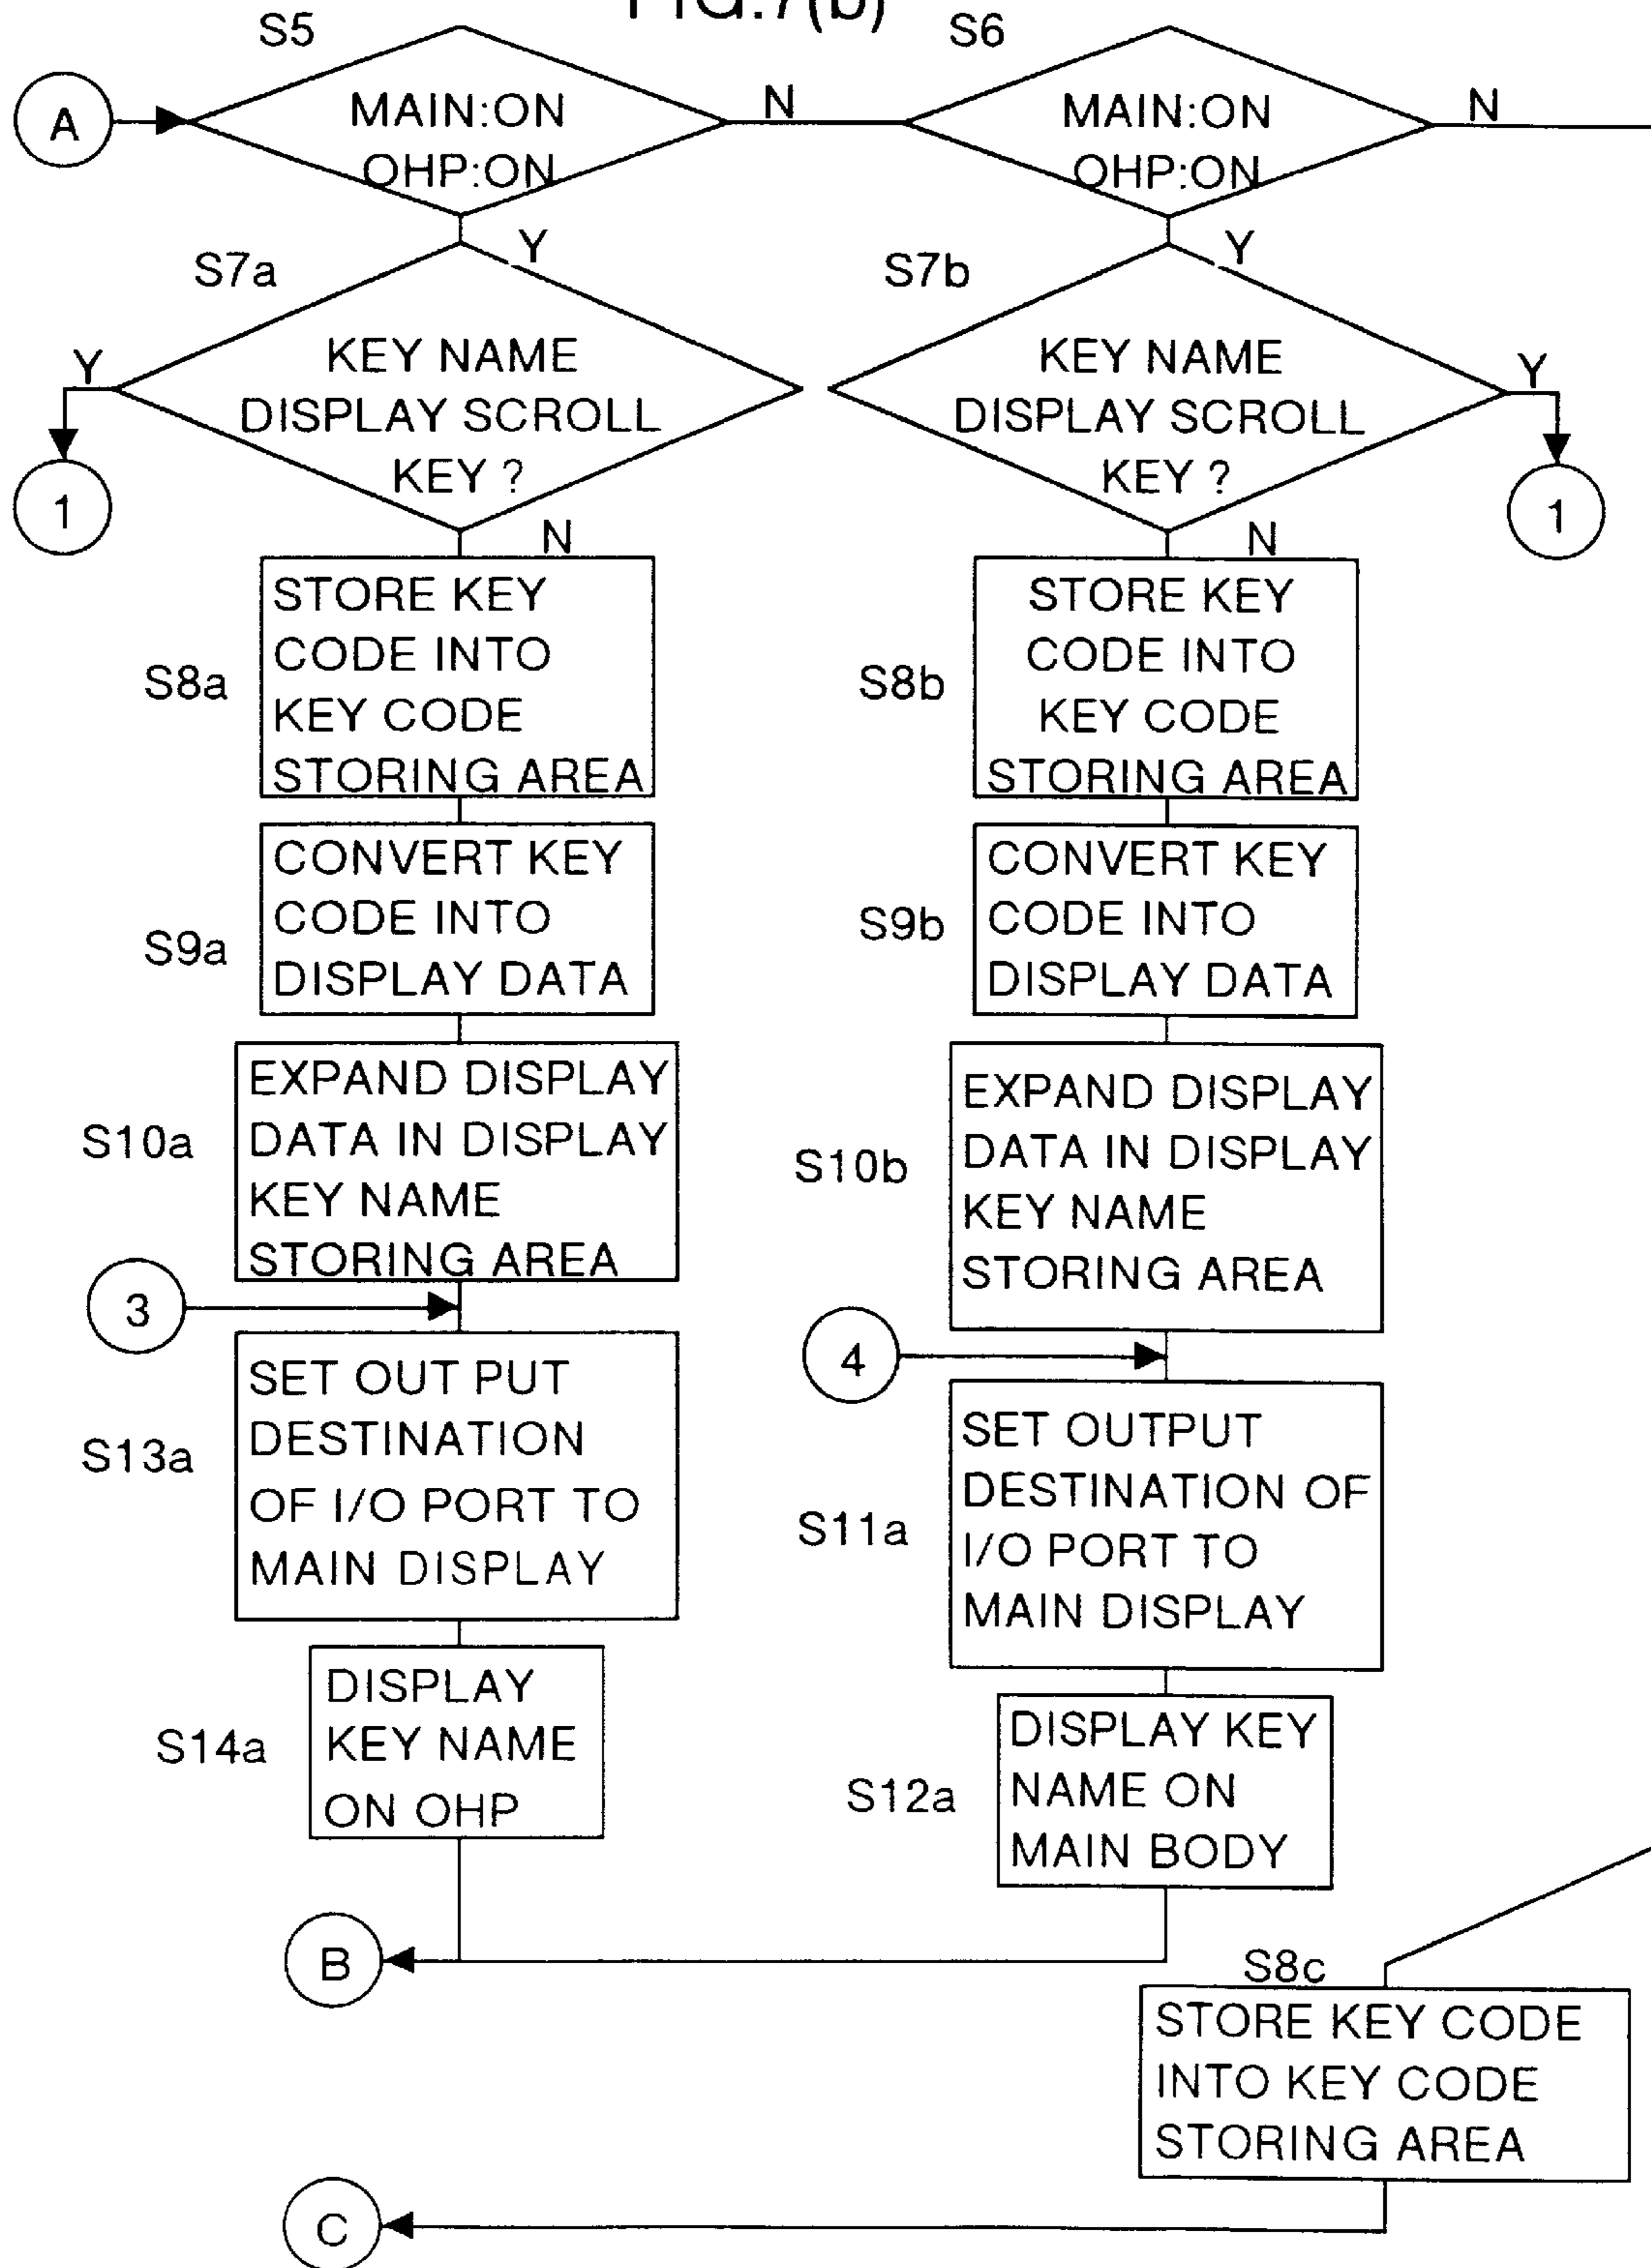 FIG.7(b)
S5
S6
A
MAIN:ON
OHP:ON
N
MAIN:ON
OHP:ON
N
Y
Y
S7a
S7b
Y
KEY NAME
DISPLAY SCROLL
KEY ?
KEY NAME
DISPLAY SCROLL
KEY ?
Y
1
1
N
N
S8a
STORE KEY
CODE INTO
KEY CODE
STORING AREA
S8b
STORE KEY
CODE INTO
KEY CODE
STORING AREA
S9a
CONVERT KEY
CODE INTO
DISPLAY DATA
S9b
CONVERT KEY
CODE INTO
DISPLAY DATA
S10a
EXPAND DISPLAY
DATA IN DISPLAY
KEY NAME
STORING AREA
S10b
EXPAND DISPLAY
DATA IN DISPLAY
KEY NAME
STORING AREA
3
4
S13a
SET OUT PUT
DESTINATION
OF I/O PORT TO
MAIN DISPLAY
S11a
SET OUTPUT
DESTINATION OF
I/O PORT TO
MAIN DISPLAY
S14a
DISPLAY
KEY NAME
ON OHP
S12a
DISPLAY KEY
NAME ON
MAIN BODY
B
S8c
STORE KEY CODE
INTO KEY CODE
STORING AREA
C